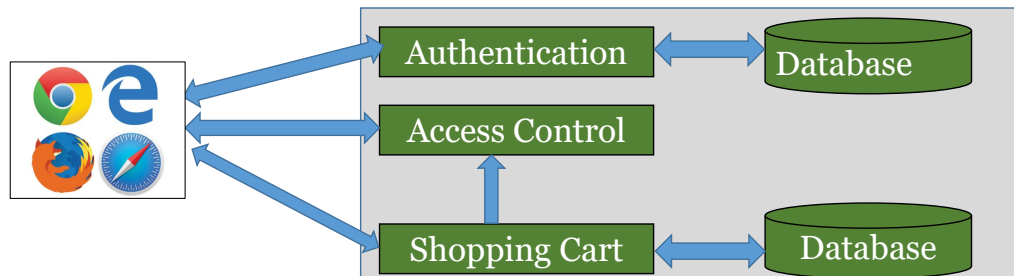 Authentication
Database
Access Control
Shopping Cart
Database